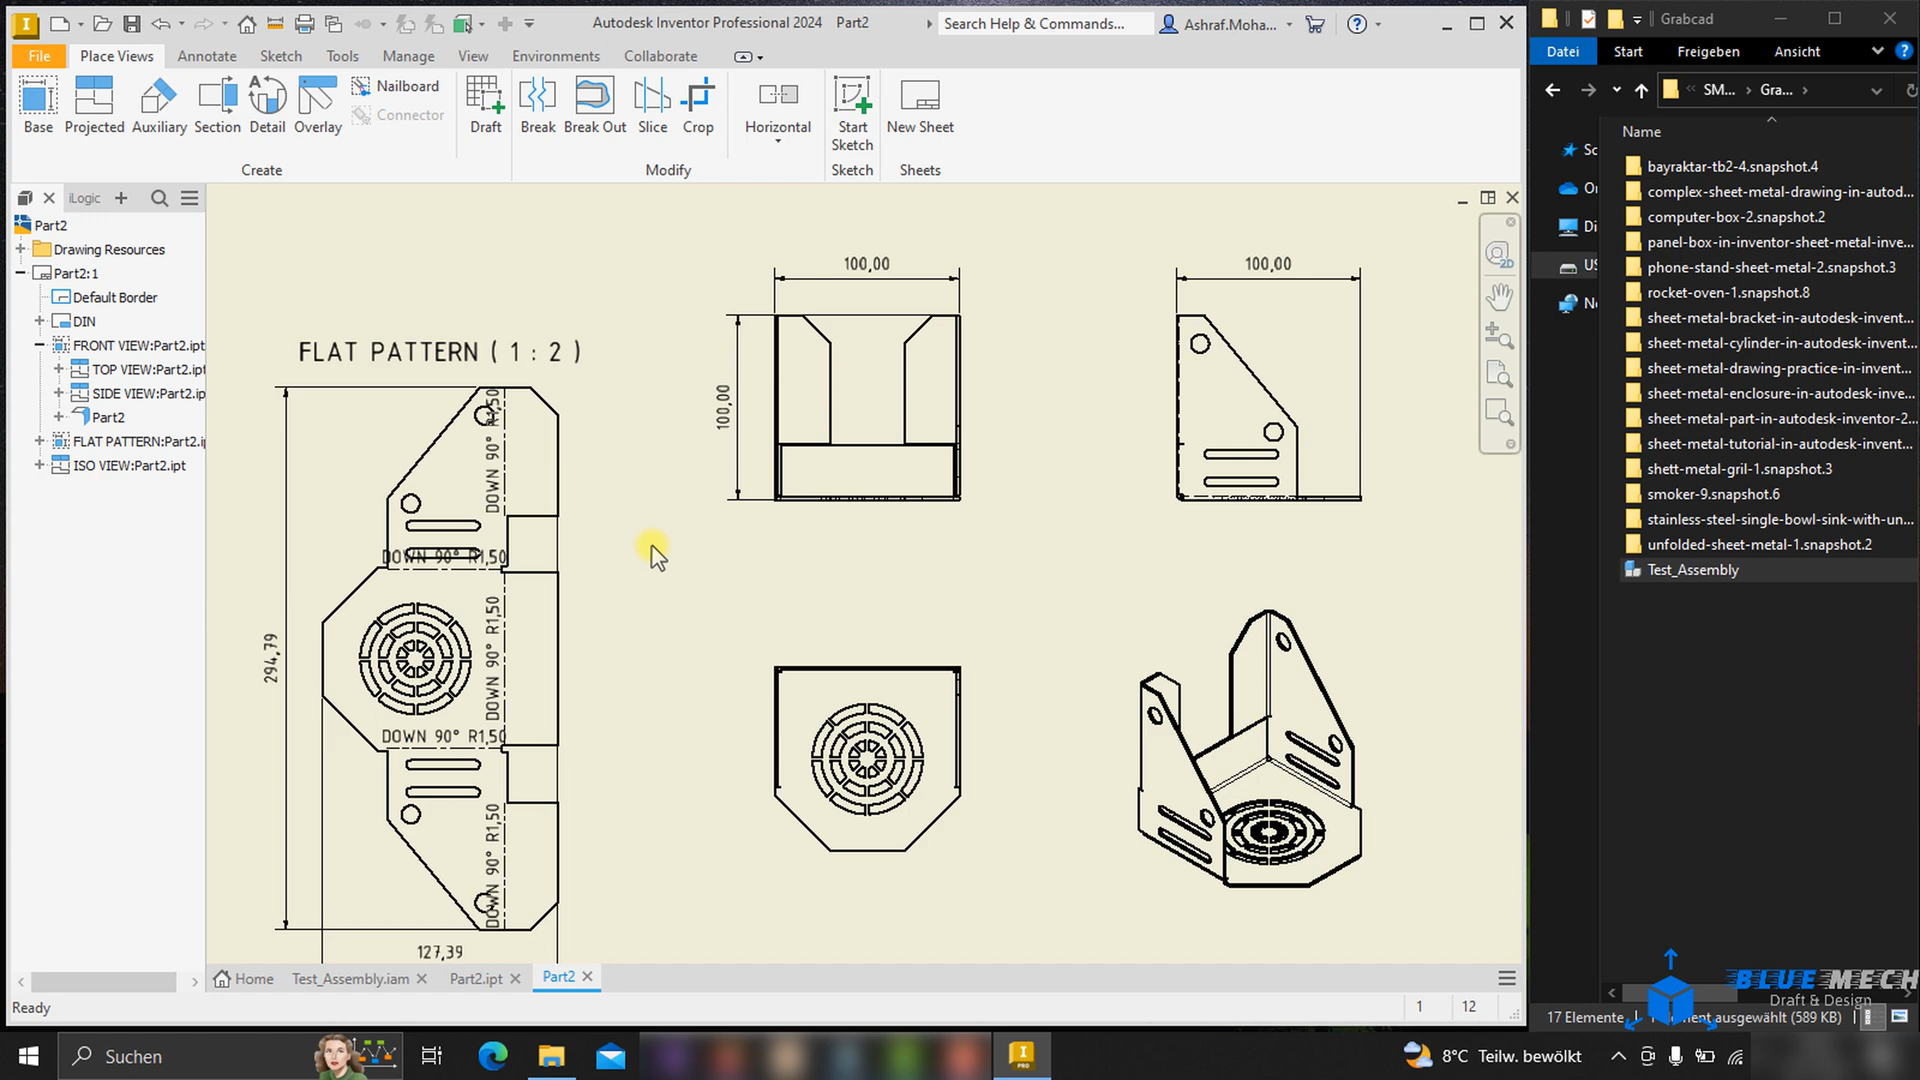 Autodesk Inventor Professional 2024 Part2
Search Help & Commands...
Ashraf.Moha...
File
Place Views
Annotate
Sketch
Tools
Manage
View
Environments
Collaborate
Base
Projected
Auxiliary
Section
Detail
Overlay
Nailboard
Connector
Draft
Break
Break Out
Slice
Crop
Horizontal
Start
Sketch
New Sheet
Create
Modify
Sketch
Sheets
iLogic
Part2
Drawing Resources
Part2:1
Default Border
DIN
FRONT VIEW:Part2.ipt
TOP VIEW:Part2.ipt
SIDE VIEW:Part2.ip
Part2
FLAT PATTERN:Part2.i
ISO VIEW:Part2.ipt
FLAT PATTERN ( 1 : 2 )
294,79
127,39
DOWN 90° R1,50
DOWN 90° R1,50
DOWN 90° R1,50
DOWN 90° R1,50
DOWN 90° R1,50
100,00
100,00
100,00
2D
Home
Test_Assembly.iam
Part2.ipt
Part2
Ready
1
12
Grabcad
Datei
Start
Freigeben
Ansicht
SM...
Gra...
Name
Sc
Or
Di
US
Ne
bayraktar-tb2-4.snapshot.4
complex-sheet-metal-drawing-in-autod...
computer-box-2.snapshot.2
panel-box-in-inventor-sheet-metal-inve...
phone-stand-sheet-metal-2.snapshot.3
rocket-oven-1.snapshot.8
sheet-metal-bracket-in-autodesk-invent...
sheet-metal-cylinder-in-autodesk-invent...
sheet-metal-drawing-practice-in-invent...
sheet-metal-enclosure-in-autodesk-inve...
sheet-metal-part-in-autodesk-inventor-2...
sheet-metal-tutorial-in-autodesk-invent...
shett-metal-gril-1.snapshot.3
smoker-9.snapshot.6
stainless-steel-single-bowl-sink-with-un...
unfolded-sheet-metal-1.snapshot.2
Test_Assembly
BLUE MECH
Draft & Design
17 Elemente
ausgewählt (589 KB)
Suchen
8°C Teilw. bewölkt